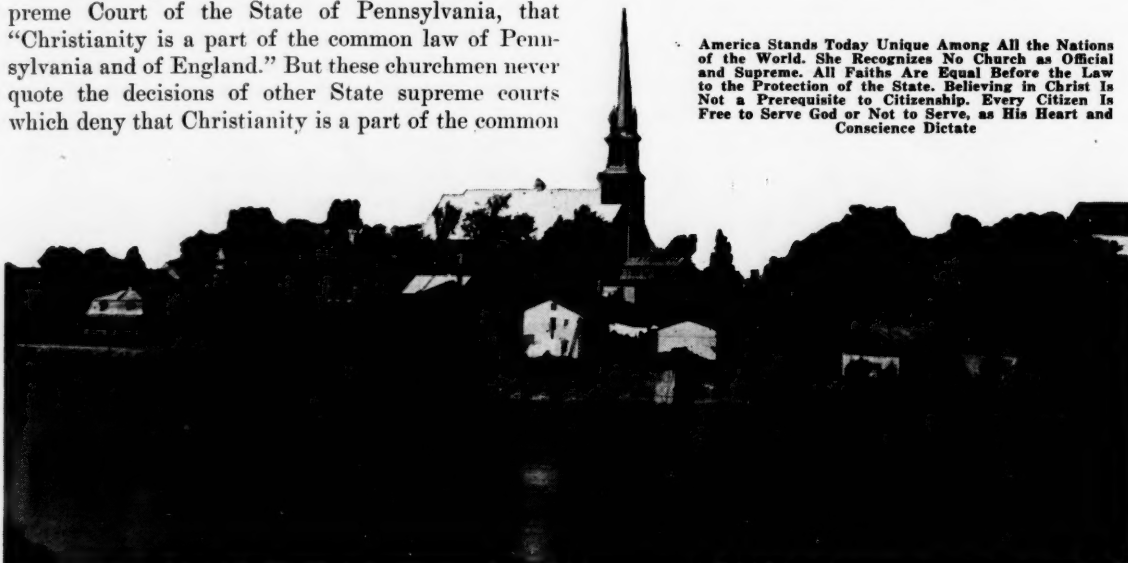 preme Court of the State of Pennsylvania, that
“Christianity is a part of the common law of Penn-
sylvania and of England.” But these churchmen never
quote the decisions of other State supreme courts
which deny that Christianity is a part of the common
America Stands Today Unique Among All the Nations
of the World. She Recognizes No Church as Official
and Supreme. All Faiths Are Equal Before the Law
to the Protection of the State. Believing in Christ Is
Not a Prerequisite to Citizenship. Every Citizen Is
Free to Serve God or Not to Serve, as His Heart and
Conscience Dictate